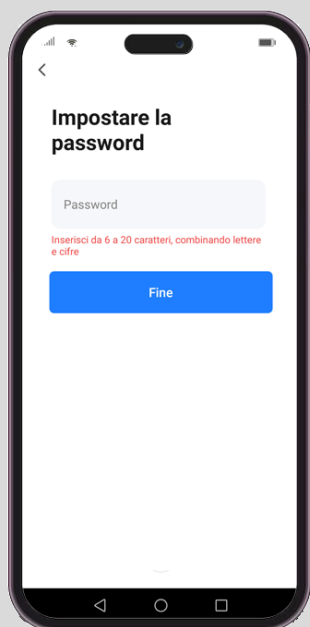 Impostare la
password
Password
Inserisci da 6 a 20 caratteri, combinando lettere
e cifre
Fine